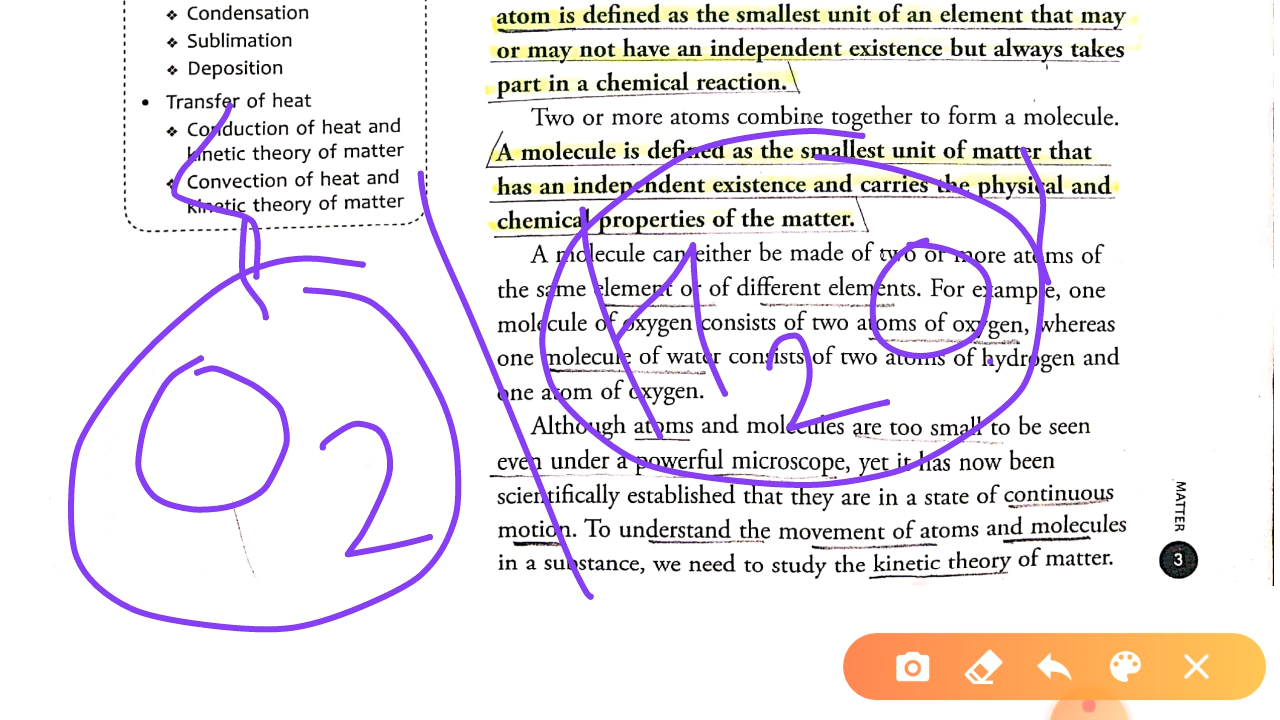 ❖ Condensation
❖ Sublimation
❖ Deposition
• Transfer of heat
❖ Conduction of heat and
kinetic theory of matter
❖ Convection of heat and
kinetic theory of matter
atom is defined as the smallest unit of an element that may
or may not have an independent existence but always takes
part in a chemical reaction.
Two or more atoms combine together to form a molecule.
A molecule is defined as the smallest unit of matter that
has an independent existence and carries the physical and
chemical properties of the matter.
A molecule can either be made of two or more atoms of
the same element or of different elements. For example, one
molecule of oxygen consists of two atoms of oxygen, whereas
one molecule of water consists of two atoms of hydrogen and
one atom of oxygen.
Although atoms and molecules are too small to be seen
even under a powerful microscope, yet it has now been
scientifically established that they are in a state of continuous
motion. To understand the movement of atoms and molecules
in a substance, we need to study the kinetic theory of matter.
O2
H2O
MATTER
3